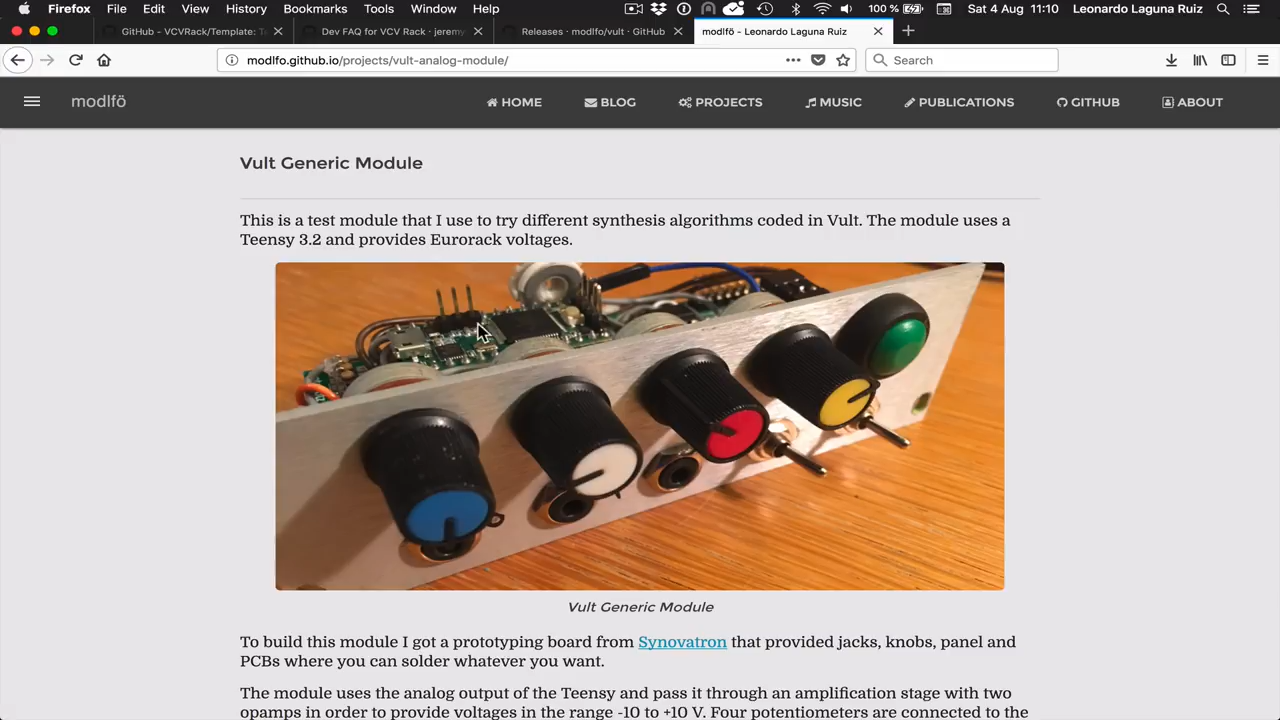 Firefox File Edit View History Bookmarks Tools Window Help 100 % Sat 4 Aug 11:10 Leonardo Laguna Ruiz
GitHub - VCVRack/Template: T
Dev FAQ for VCV Rack · jeremy
Releases · modlfo/vult · GitHub
modlfö - Leonardo Laguna Ruiz
modlfo.github.io/projects/vult-analog-module/
Search
modlfö
HOME BLOG PROJECTS MUSIC PUBLICATIONS GITHUB ABOUT
Vult Generic Module
This is a test module that I use to try different synthesis algorithms coded in Vult. The module uses a
Teensy 3.2 and provides Eurorack voltages.
Vult Generic Module
To build this module I got a prototyping board from Synovatron that provided jacks, knobs, panel and
PCBs where you can solder whatever you want.
The module uses the analog output of the Teensy and pass it through an amplification stage with two
opamps in order to provide voltages in the range -10 to +10 V. Four potentiometers are connected to the